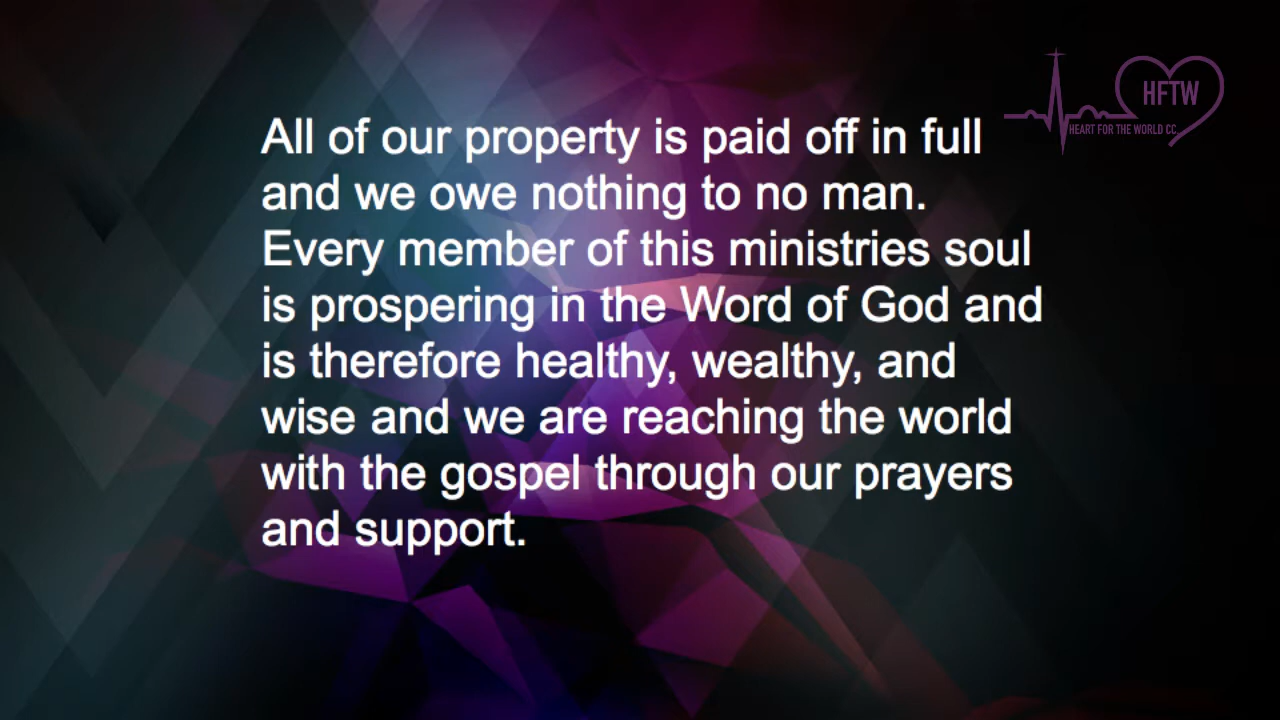 HFTW
HEART FOR THE WORLD CC.
All of our property is paid off in full
and we owe nothing to no man.
Every member of this ministries soul
is prospering in the Word of God and
is therefore healthy, wealthy, and
wise and we are reaching the world
with the gospel through our prayers
and support.